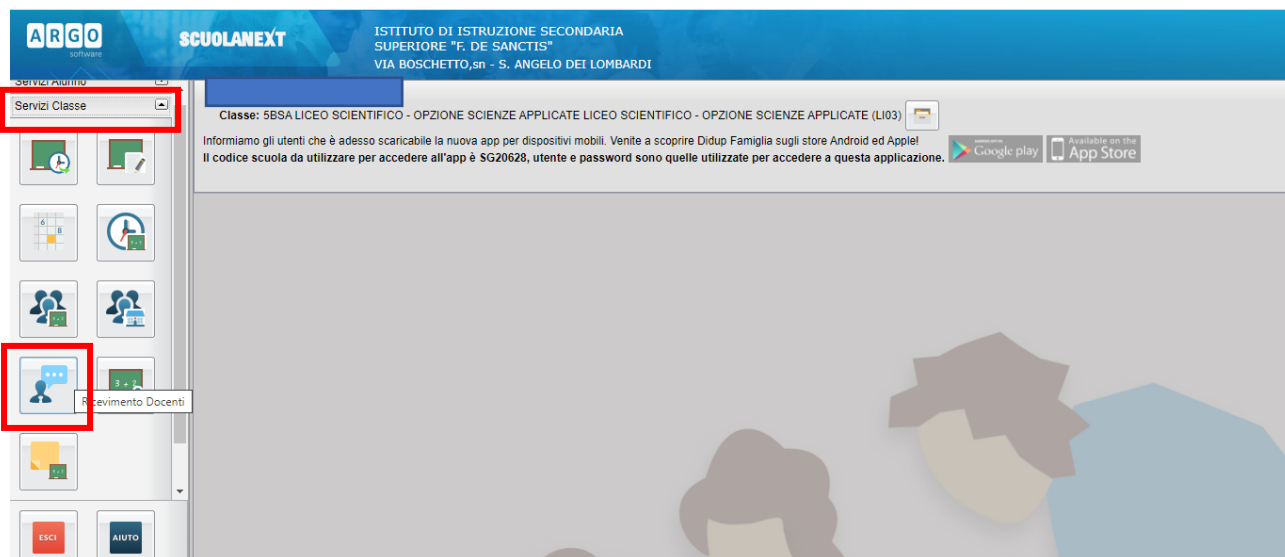 ARGO
software
SCUOLANEXT
ISTITUTO DI ISTRUZIONE SECONDARIA
SUPERIORE "F. DE SANCTIS"
VIA BOSCHETTO,sn - S. ANGELO DEI LOMBARDI
Servizi Alunno
Servizi Classe
Classe: 5BSA LICEO SCIENTIFICO - OPZIONE SCIENZE APPLICATE LICEO SCIENTIFICO - OPZIONE SCIENZE APPLICATE (LI03)
Informiamo gli utenti che è adesso scaricabile la nuova app per dispositivi mobili. Venite a scoprire Didup Famiglia sugli store Android ed Apple!
Il codice scuola da utilizzare per accedere all'app è SG20628, utente e password sono quelle utilizzate per accedere a questa applicazione.
Google play
Available on the
App Store
6
8
3 + 2
Ricevimento Docenti
ESCI
AIUTO